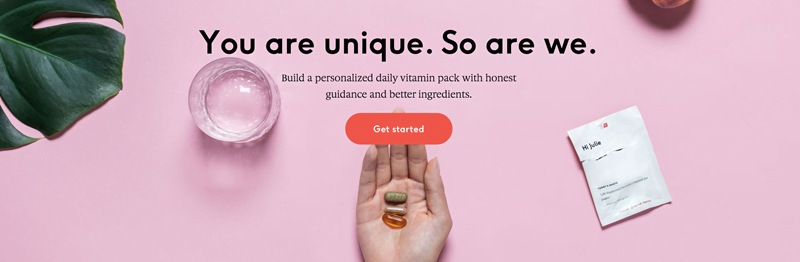 You are unique. So are we.
Build a personalized daily vitamin pack with honest
guidance and better ingredients.
Get started
Hi Julie